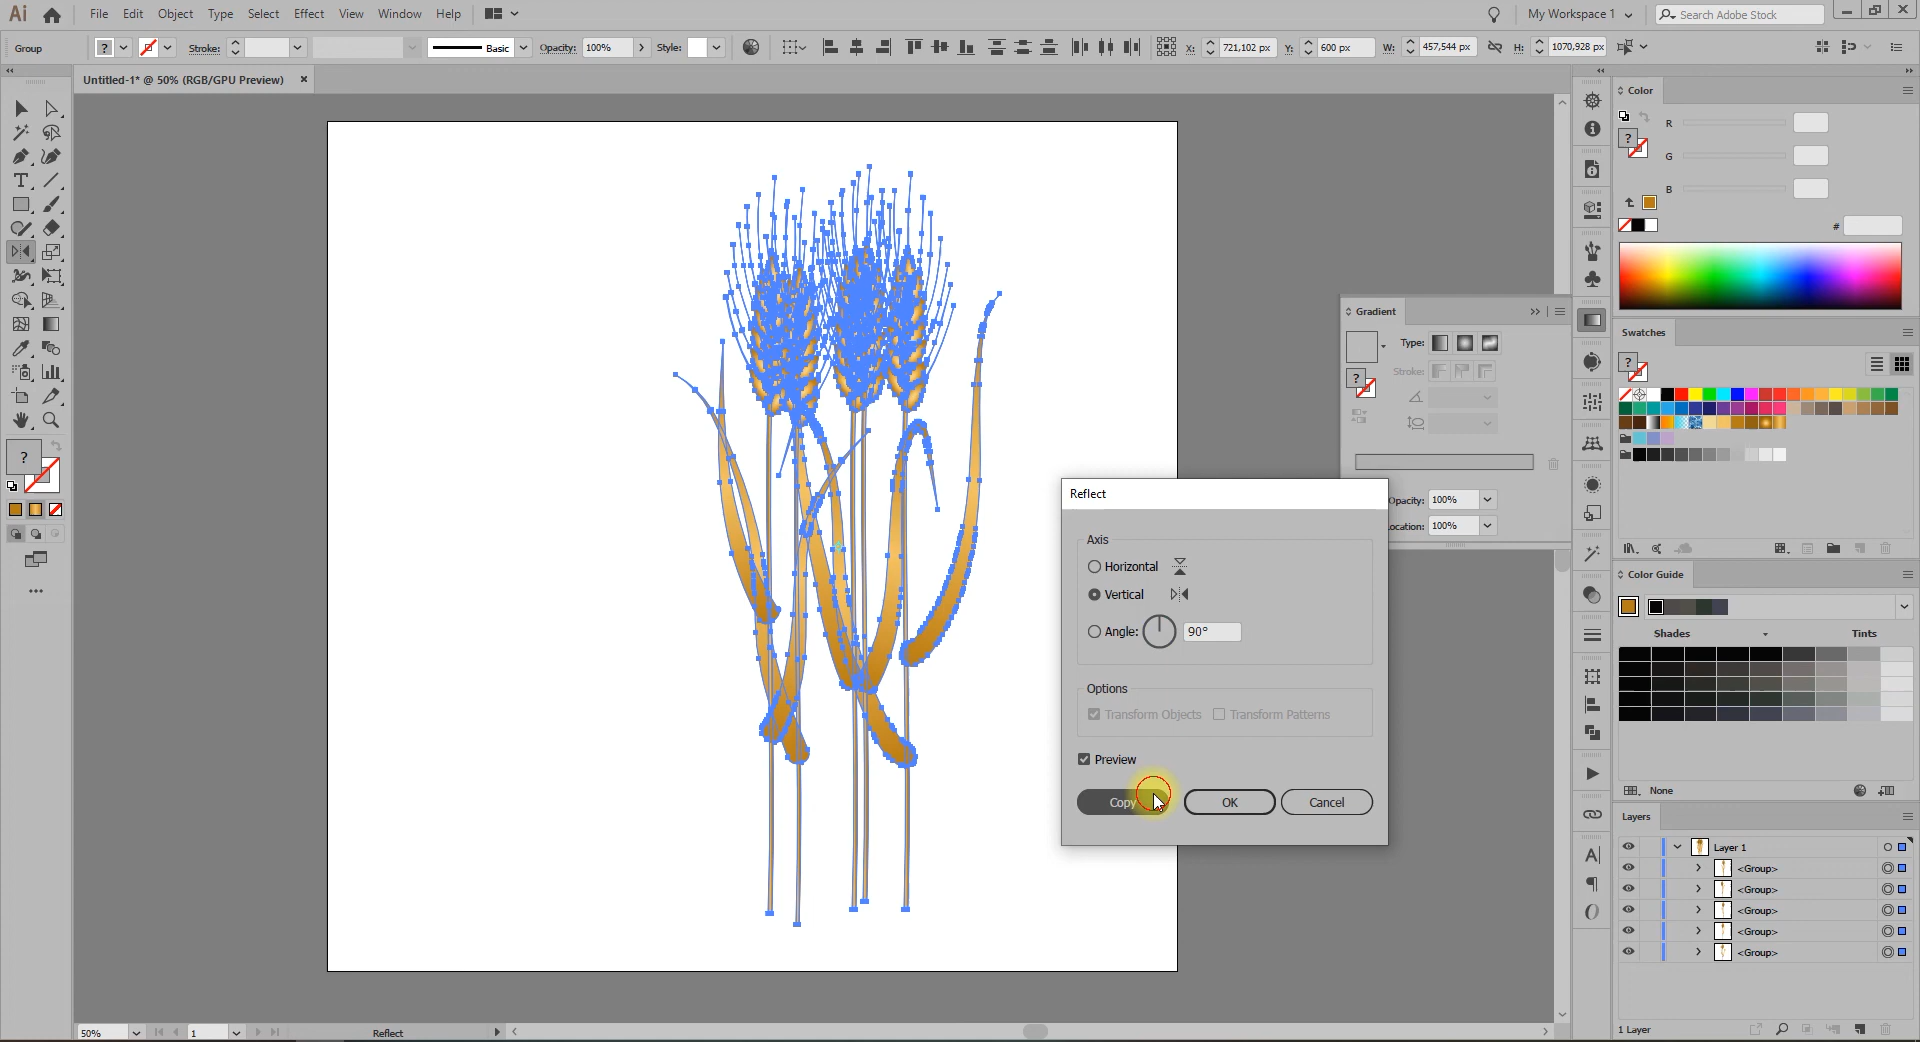 Ai File Edit Object Type Select Effect View Window Help My Workspace 1 Search Adobe Stock
Group ? Stroke: Basic Opacity: 100% Style: X: 721,102 px Y: 600 px W: 457,544 px H: 1070,928 px
Untitled-1* @ 50% (RGB/GPU Preview)
Color
R
G
B
#
Gradient
Type:
Stroke:
?
Opacity: 100%
ocation: 100%
Swatches
?
Color Guide
Shades Tints
None
Reflect
Axis
Horizontal
Vertical
Angle: 90°
Options
Transform Objects Transform Patterns
Preview
Copy OK Cancel
Layers
Layer 1
<Group>
<Group>
<Group>
<Group>
<Group>
1 Layer
50% 1 Reflect